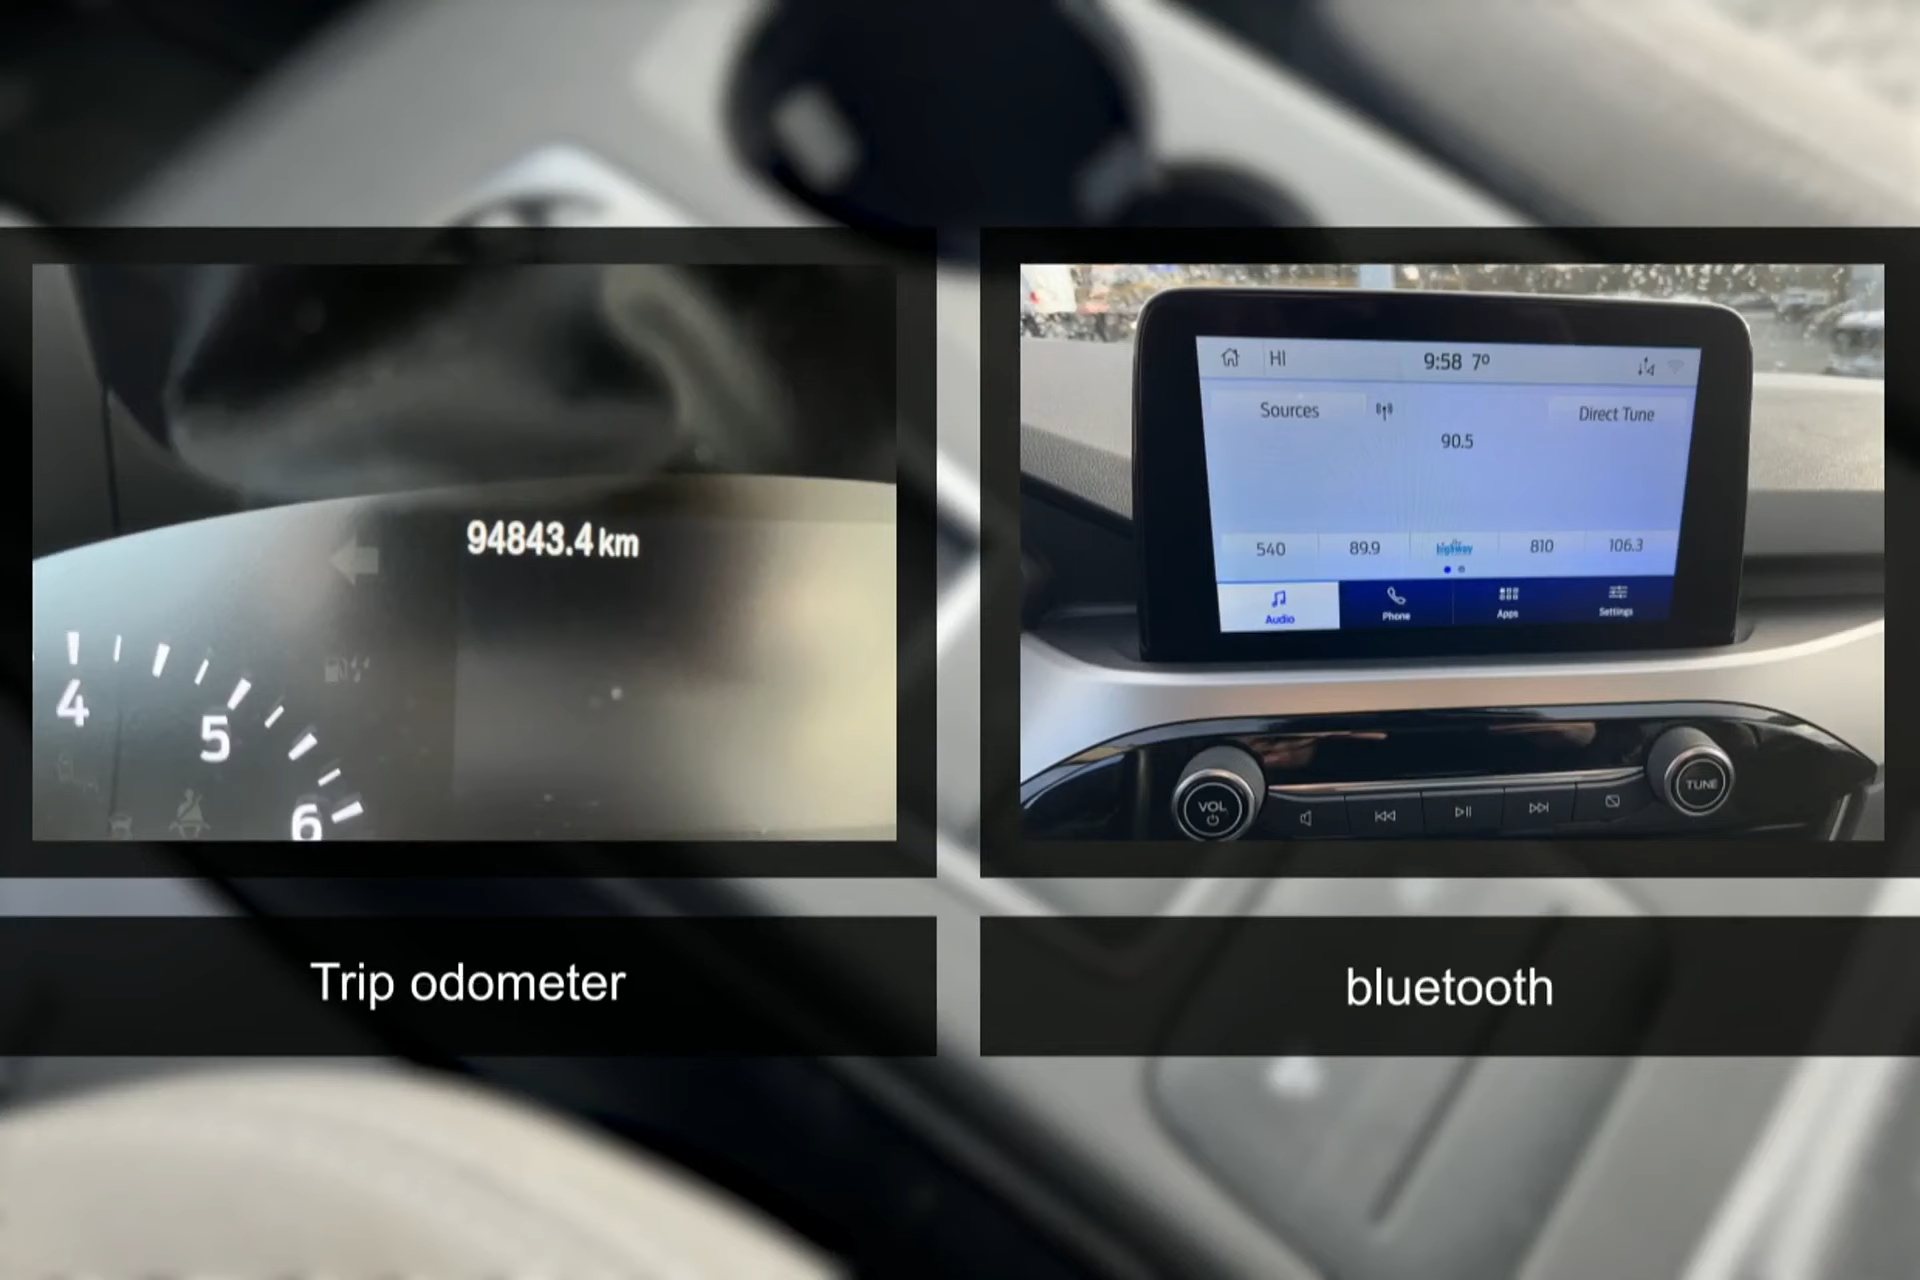 94843.4 km
4
5
6
Trip odometer
HI
9:58 7°
Sources
Direct Tune
90.5
540
89.9
highway
810
106.3
Audio
Phone
Apps
Settings
VOL
TUNE
bluetooth